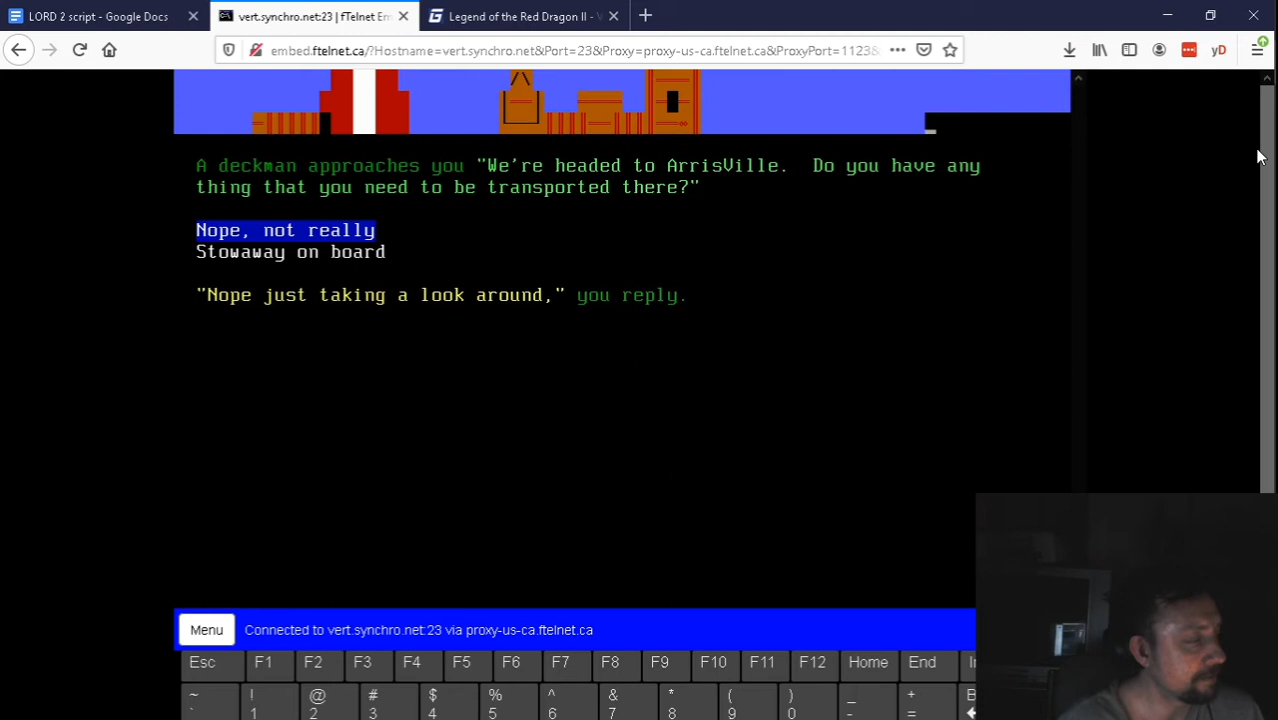 LORD 2 script - Google Docs
vert.synchro.net:23 | fTelnet Em
Legend of the Red Dragon II -
embed.ftelnet.ca/?Hostname=vert.synchro.net&Port=23&Proxy=proxy-us-ca.ftelnet.ca&ProxyPort=1123&
yD
A deckman approaches you "We're headed to ArrisVille. Do you have any
thing that you need to be transported there?"
Nope, not really
Stowaway on board
"Nope just taking a look around," you reply.
Menu
Connected to vert.synchro.net:23 via proxy-us-ca.ftelnet.ca
Esc F1 F2 F3 F4 F5 F6 F7 F8 F9 F10 F11 F12 Home End
~ ! @ # $ % ^ & * ( ) _ +
` 1 2 3 4 5 6 7 8 9 0 - =